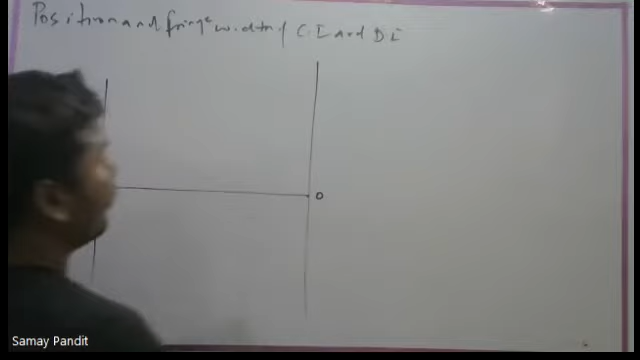 Position and fringe width of C.I and D.I
O
Samay Pandit